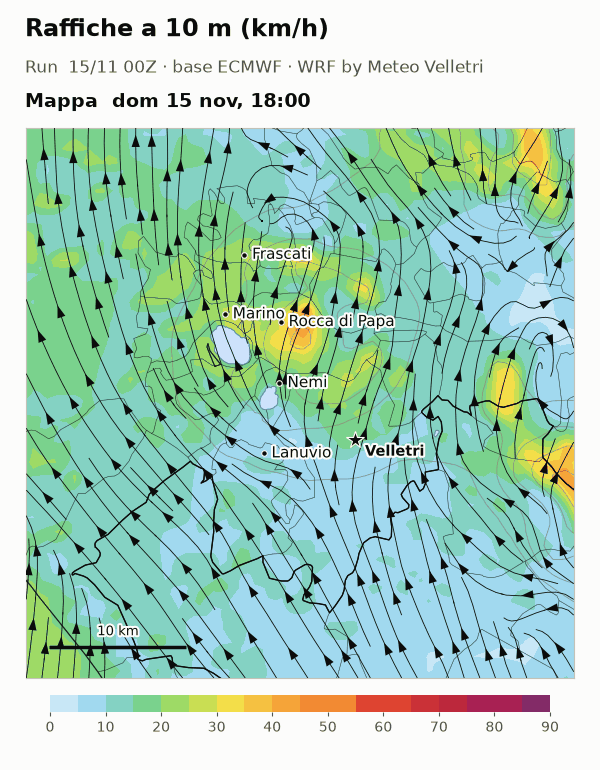 Raffiche a 10 m (km/h)
Run  15/11 00Z · base ECMWF · WRF by Meteo Velletri
Mappa  dom 15 nov, 18:00
Frascati
Marino
Rocca di Papa
Nemi
Velletri
Lanuvio
10 km
0 10 20 30 40 50 60 70 80 90